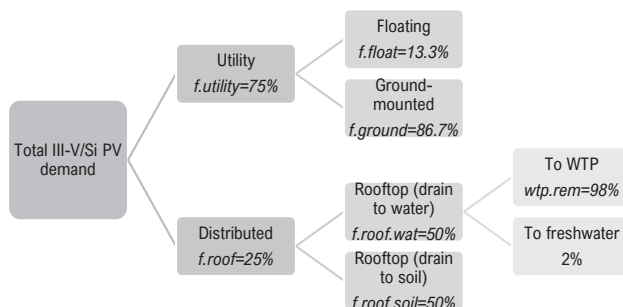 Floating
f.float=13.3%
Utility
f.utility=75%
Ground-
mounted
f.ground=86.7%
Total III-V/Si PV
demand
To WTP
wtp.rem=98%
Rooftop (drain
to water)
f.roof.wat=50%
Distributed
f.roof=25%
To freshwater
2%
Rooftop (drain
to soil)
f.roof.soil=50%